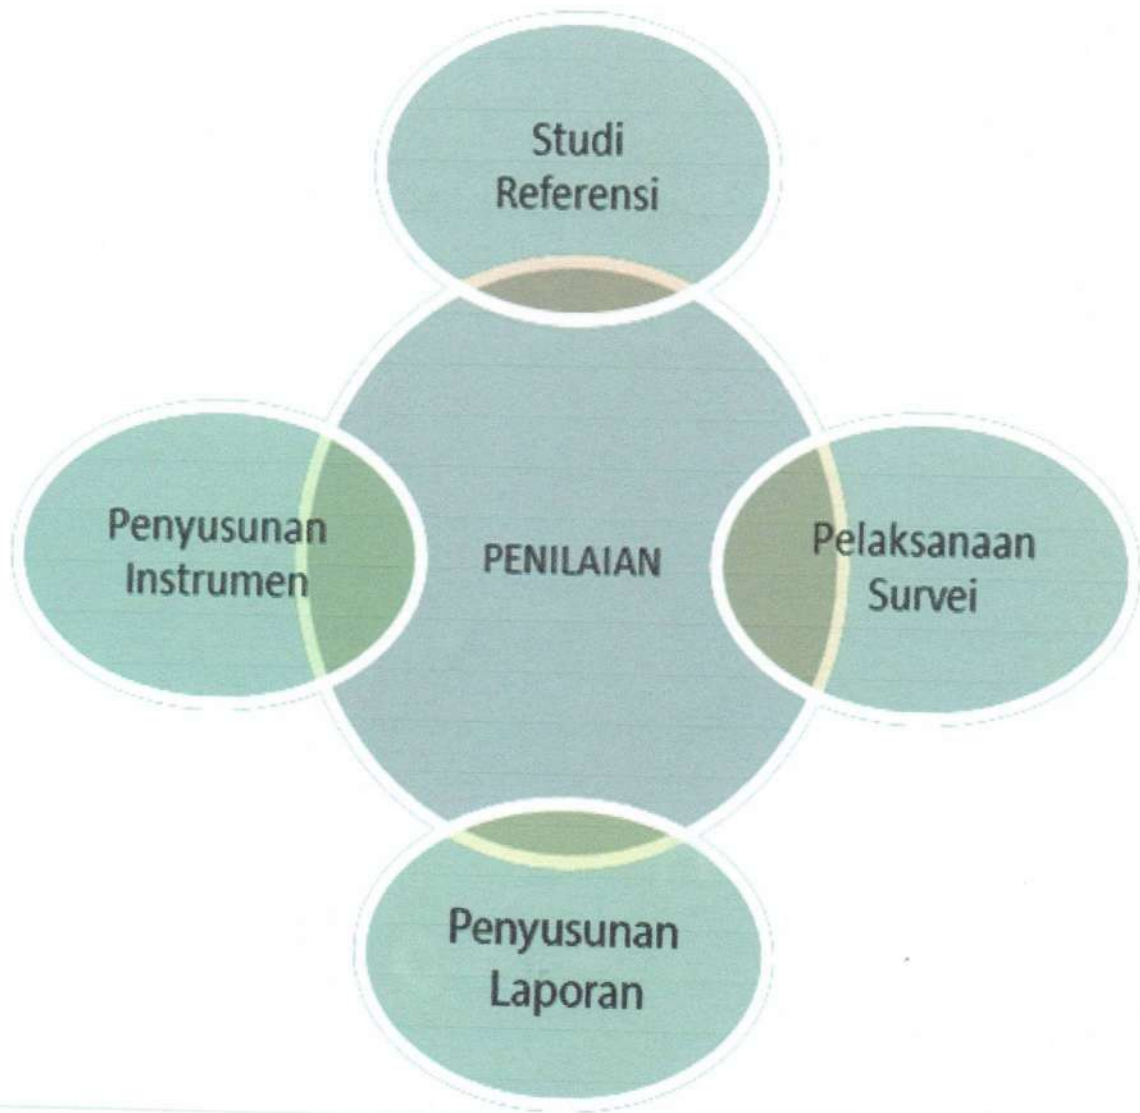 Studi
Referensi
Penyusunan
Instrumen
PENILAIAN
Pelaksanaan
Survei
Penyusunan
Laporan